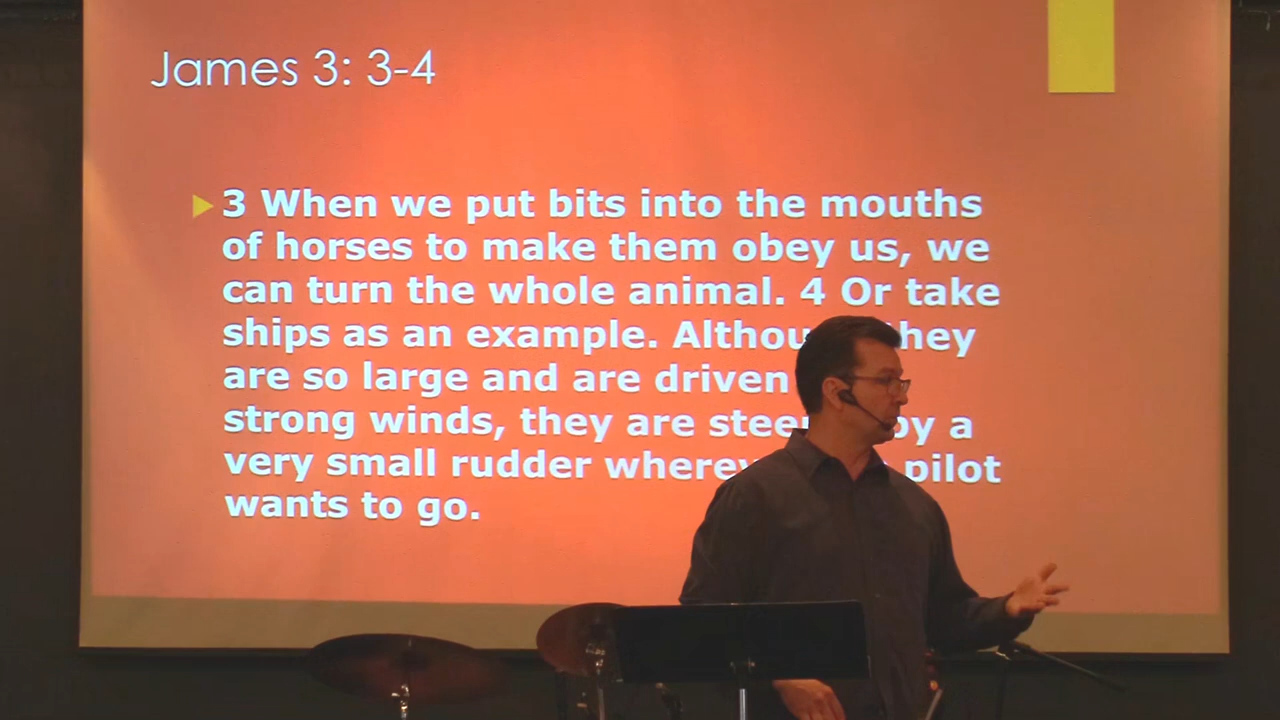 James 3: 3-4
3 When we put bits into the mouths
of horses to make them obey us, we
can turn the whole animal. 4 Or take
ships as an example. they
are so large and are driven
strong winds, they are by a
very small rudder pilot
wants to go.